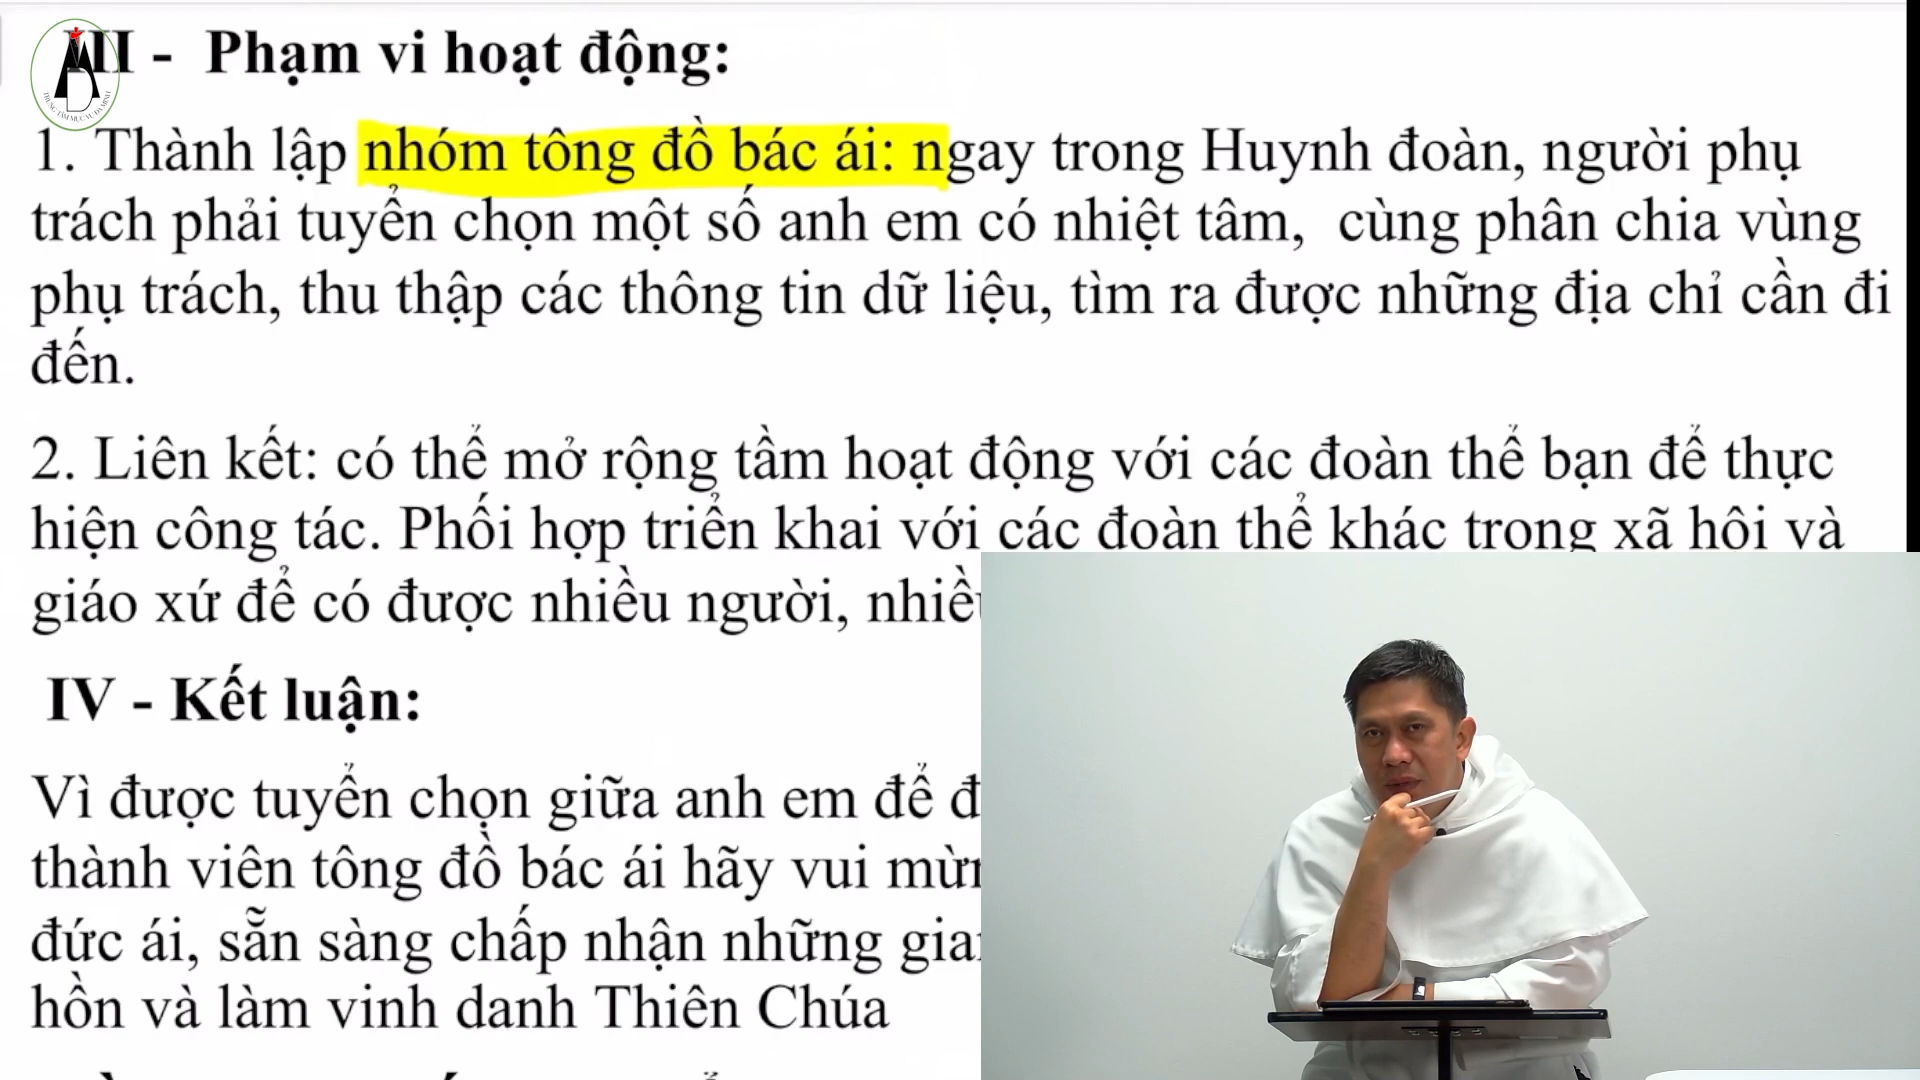 III - Phạm vi hoạt động:
1. Thành lập nhóm tông đồ bác ái: ngay trong Huynh đoàn, người phụ
trách phải tuyển chọn một số anh em có nhiệt tâm, cùng phân chia vùng
phụ trách, thu thập các thông tin dữ liệu, tìm ra được những địa chỉ cần đi
đến.
2. Liên kết: có thể mở rộng tầm hoạt động với các đoàn thể bạn để thực
hiện công tác. Phối hợp triển khai với các đoàn thể khác trong xã hội và
giáo xứ để có được nhiều người,
IV - Kết luận:
Vì được tuyển chọn giữa anh em để
thành viên tông đồ bác ái hãy vui
đức ái, sẵn sàng chấp nhận những
hồn và làm vinh danh Thiên Chúa